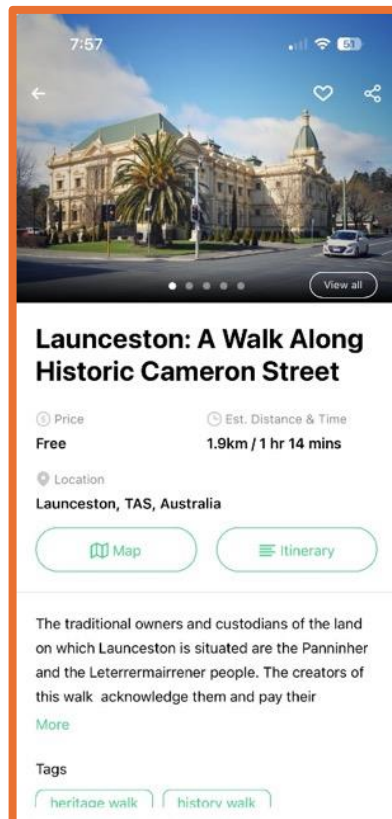 7:57
51
View all
Launceston: A Walk Along
Historic Cameron Street
Price
Est. Distance & Time
Free
1.9km / 1 hr 14 mins
Location
Launceston, TAS, Australia
Map
Itinerary
The traditional owners and custodians of the land
on which Launceston is situated are the Panninher
and the Leterrermairrener people. The creators of
this walk acknowledge them and pay their
More
Tags
heritage walk
history walk